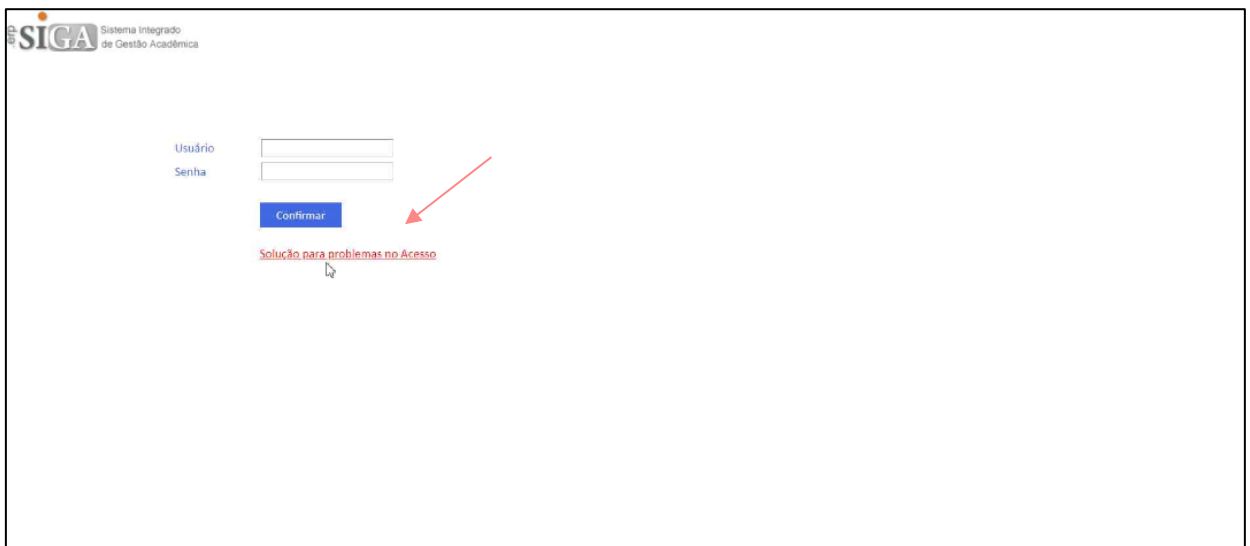 SIGA
Sistema Integrado
de Gestão Acadêmica
Usuário
Senha
Confirmar
Solução para problemas no Acesso